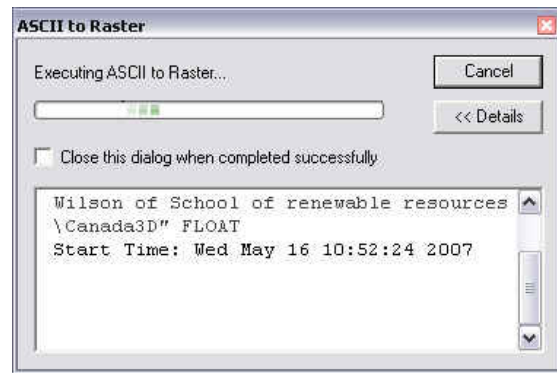 ASCII to Raster
Executing ASCII to Raster...
Cancel
<< Details
Close this dialog when completed successfully
Wilson of School of renewable resources
\Canada3D" FLOAT
Start Time: Wed May 16 10:52:24 2007